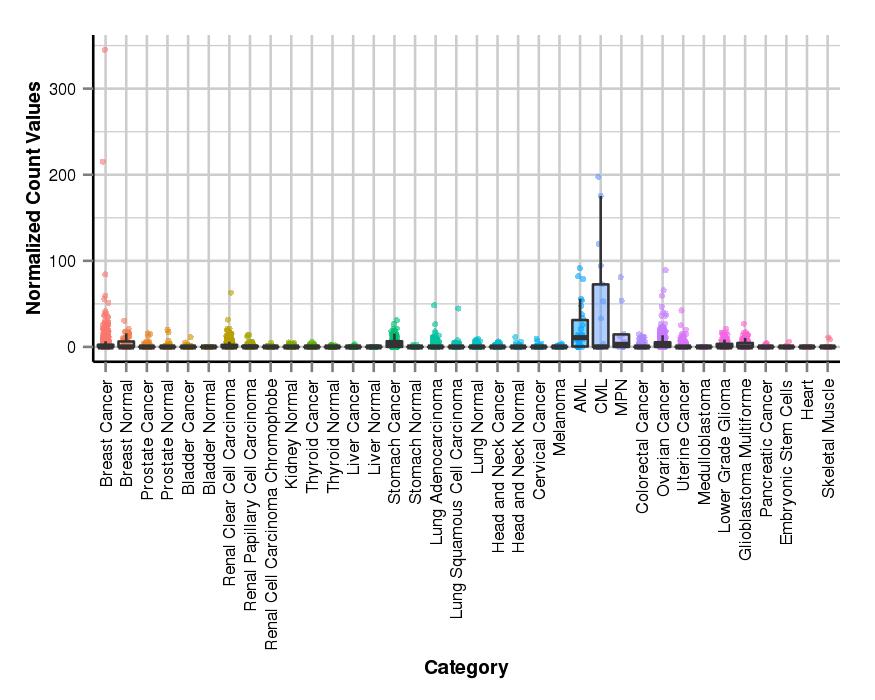 Normalized Count Values
300
200
100
0
Breast Cancer
Breast Normal
Prostate Cancer
Prostate Normal
Bladder Cancer
Bladder Normal
Renal Clear Cell Carcinoma
Renal Papillary Cell Carcinoma
Renal Cell Carcinoma Chromophobe
Kidney Normal
Thyroid Cancer
Thyroid Normal
Liver Cancer
Liver Normal
Stomach Cancer
Stomach Normal
Lung Adenocarcinoma
Lung Squamous Cell Carcinoma
Lung Normal
Head and Neck Cancer
Head and Neck Normal
Cervical Cancer
Melanoma
AML
CML
MPN
Colorectal Cancer
Ovarian Cancer
Uterine Cancer
Medulloblastoma
Lower Grade Glioma
Glioblastoma Multiforme
Pancreatic Cancer
Embryonic Stem Cells
Heart
Skeletal Muscle
Category